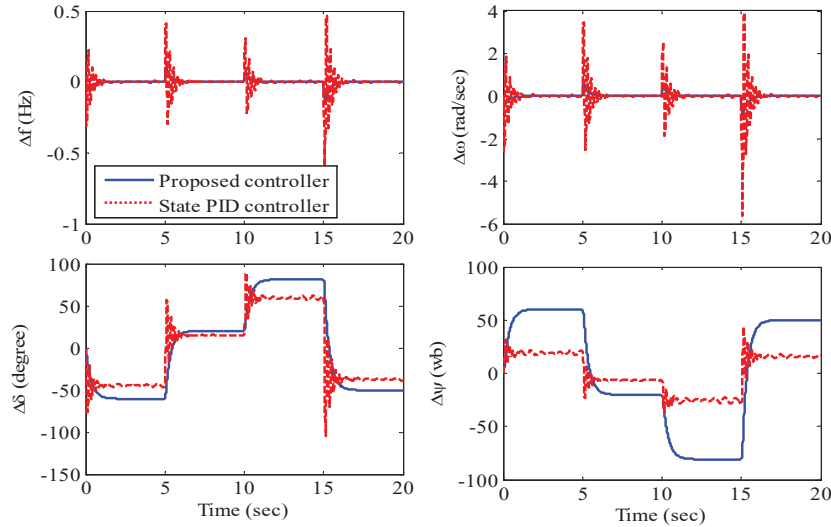 0.5
0
-0.5
-1
Δf (Hz)
Proposed controller
State PID controller
0 5 10 15 20
4
2
0
-2
-4
-6
Δω (rad/sec)
0 5 10 15 20
100
50
0
-50
-100
-150
Δδ (degree)
0 5 10 15 20
Time (sec)
100
50
0
-50
-100
Δψ (wb)
0 5 10 15 20
Time (sec)